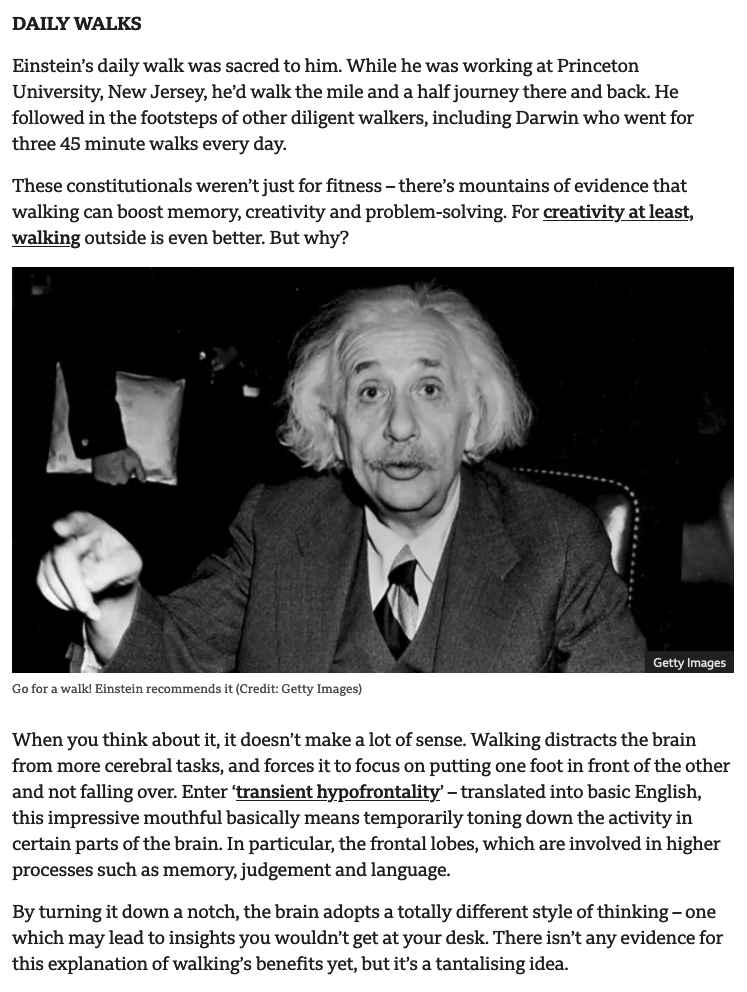 DAILY WALKS
Einstein’s daily walk was sacred to him. While he was working at Princeton
University, New Jersey, he’d walk the mile and a half journey there and back. He
followed in the footsteps of other diligent walkers, including Darwin who went for
three 45 minute walks every day.
These constitutionals weren’t just for fitness – there’s mountains of evidence that
walking can boost memory, creativity and problem-solving. For creativity at least,
walking outside is even better. But why?
Getty Images
Go for a walk! Einstein recommends it (Credit: Getty Images)
When you think about it, it doesn’t make a lot of sense. Walking distracts the brain
from more cerebral tasks, and forces it to focus on putting one foot in front of the other
and not falling over. Enter ‘transient hypofrontality’ – translated into basic English,
this impressive mouthful basically means temporarily toning down the activity in
certain parts of the brain. In particular, the frontal lobes, which are involved in higher
processes such as memory, judgement and language.
By turning it down a notch, the brain adopts a totally different style of thinking – one
which may lead to insights you wouldn’t get at your desk. There isn’t any evidence for
this explanation of walking’s benefits yet, but it’s a tantalising idea.